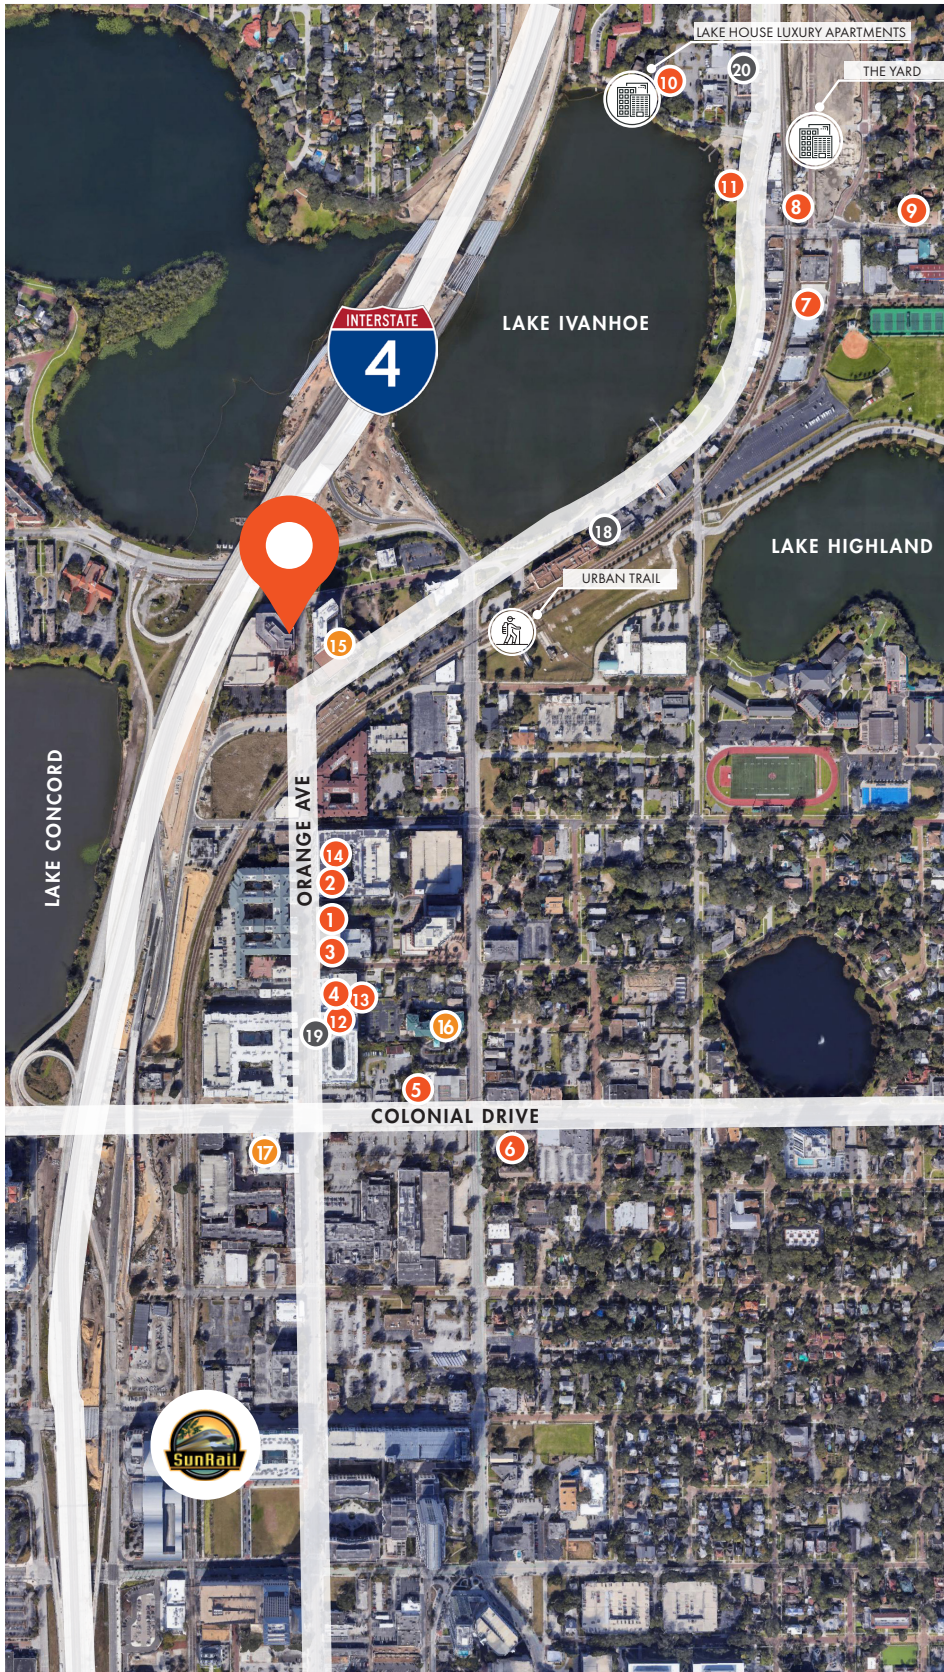 LAKE HOUSE LUXURY APARTMENTS
20
10
THE YARD
11
8
9
7
INTERSTATE
4
LAKE IVANHOE
18
LAKE HIGHLAND
URBAN TRAIL
15
LAKE CONCORD
ORANGE AVE
14
2
1
3
4
13
12
19
16
5
COLONIAL DRIVE
17
6
SunRail